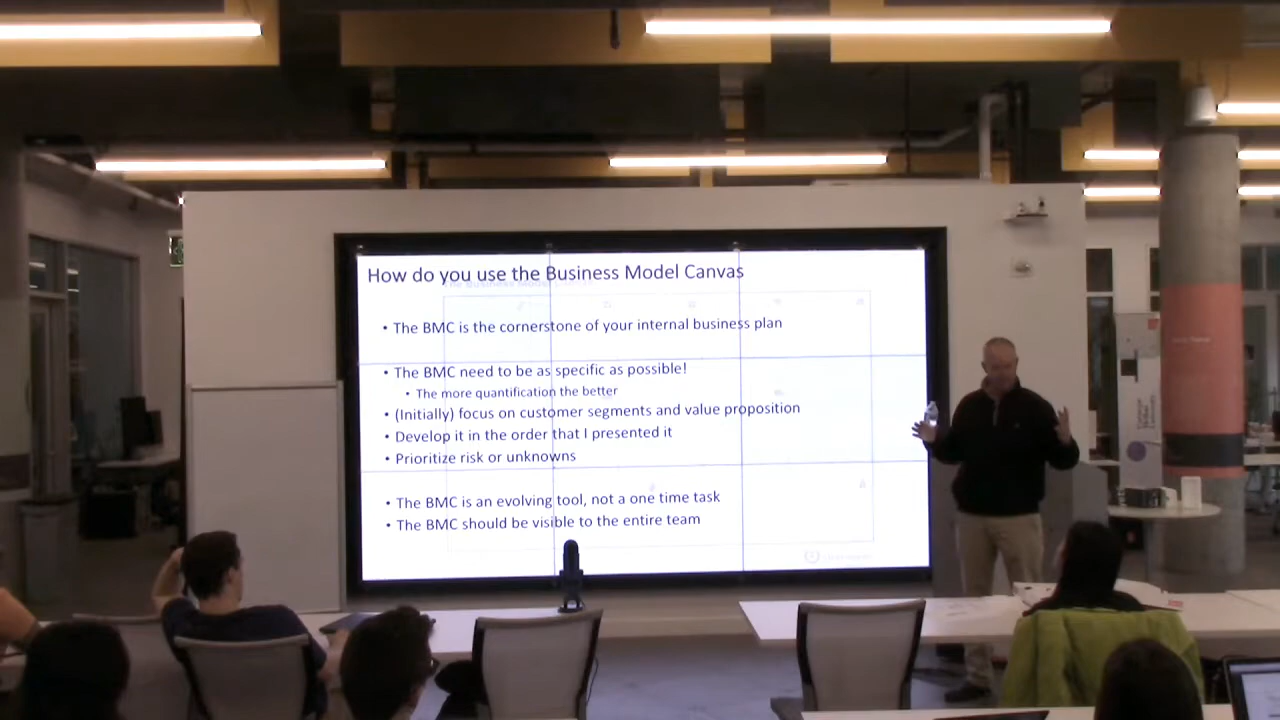 How do you use the Business Model Canvas
• The BMC is the cornerstone of your internal business plan
• The BMC need to be as specific as possible!
• The more quantification the better
• (Initially) focus on customer segments and value proposition
• Develop it in the order that I presented it
• Prioritize risk or unknowns
• The BMC is an evolving tool, not a one time task
• The BMC should be visible to the entire team